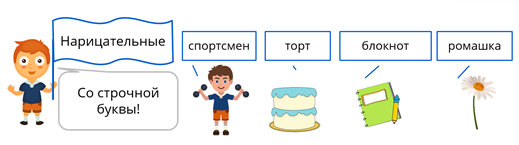 Нарицательные
спортсмен
торт
блокнот
ромашка
Со строчной
буквы!